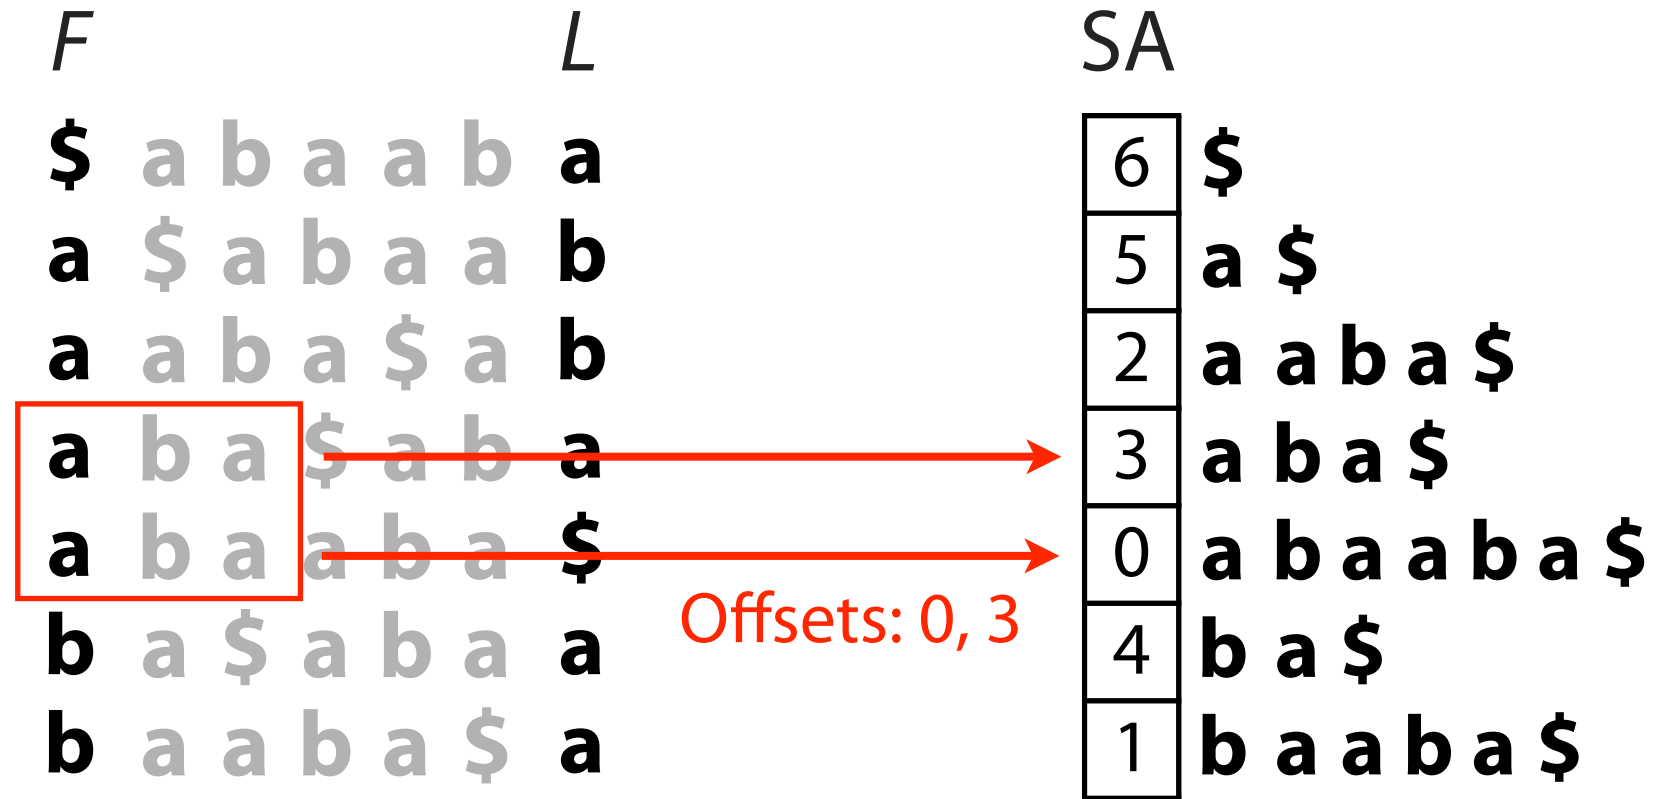 F L SA
$ a b a a b a 6 $
a $ a b a a b 5 a $
a a b a $ a b 2 a a b a $
a b a $ a b a 3 a b a $
a b a a b a $ 0 a b a a b a $
Offsets: 0, 3
b a $ a b a a 4 b a $
b a a b a $ a 1 b a a b a $